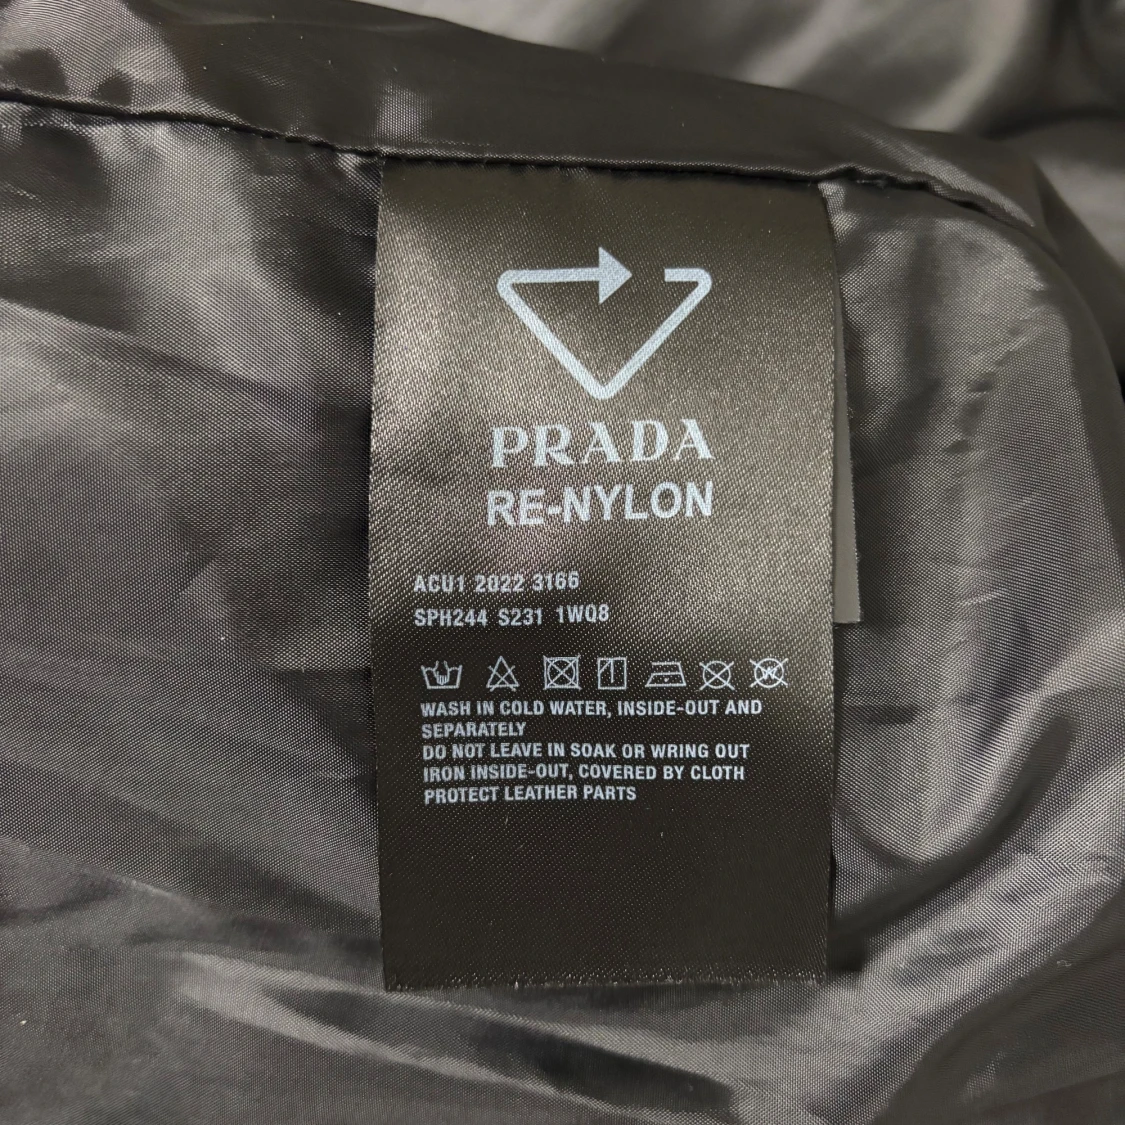 PRADA
RE-NYLON
ACU1 2022 3166
SPH244 S231 1WQ8
WASH IN COLD WATER, INSIDE-OUT AND
SEPARATELY
DO NOT LEAVE IN SOAK OR WRING OUT
IRON INSIDE-OUT, COVERED BY CLOTH
PROTECT LEATHER PARTS